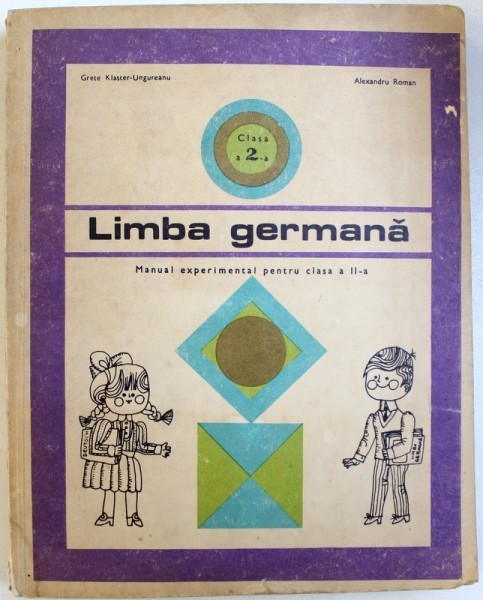 Grete Klaster-Ungureanu
Alexandru Roman
Clasa
a 2-a
Limba germană
Manual experimental pentru clasa a II-a